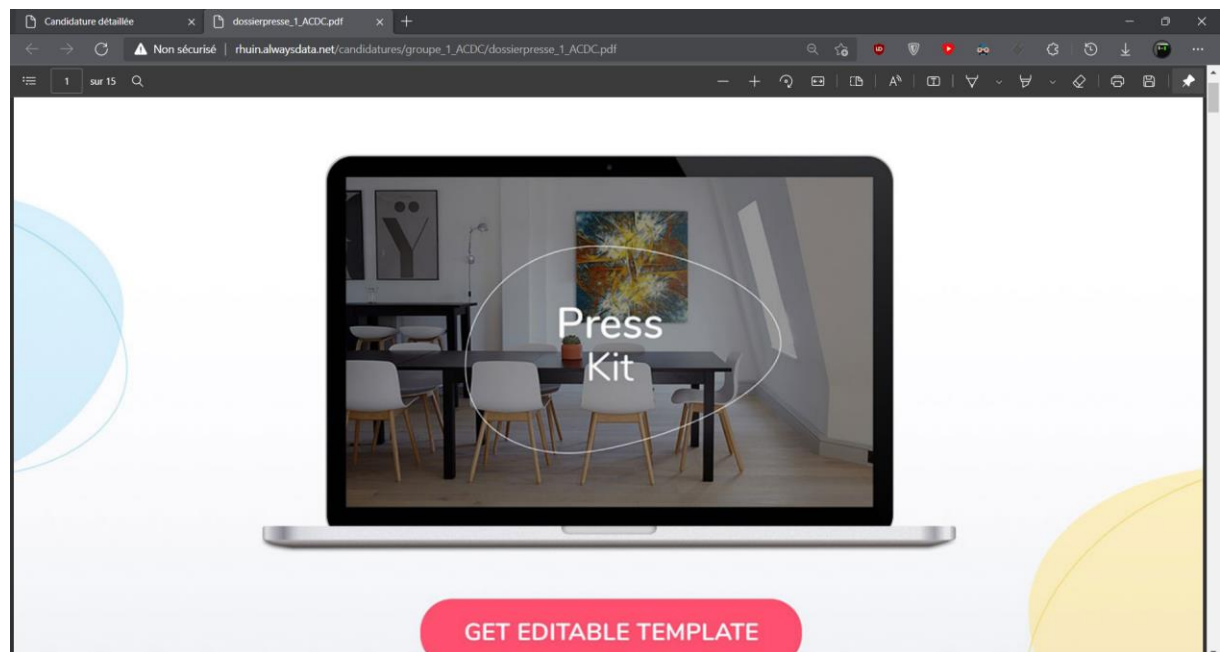 Candidature détaillée
dossierpresse_1_ACDC.pdf
Non sécurisé | rhuin.alwaysdata.net/candidatures/groupe_1_ACDC/dossierpresse_1_ACDC.pdf
1 sur 15
Press
Kit
GET EDITABLE TEMPLATE